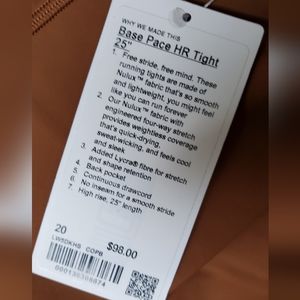 WHY WE MADE THIS
Base Pace HR Tight
25"
1. Free stride, free mind. These
running tights are made of
Nulux™ fabric that's so smooth
and lightweight, you might feel
like you can run forever
2. Our Nulux™ fabric with
engineered four-way stretch
provides weightless coverage
that's quick-drying,
sweat-wicking, and feels cool
and sleek
3. Added Lycra® fibre for stretch
and shape retention
4. Back pocket
5. Continuous drawcord
6. No inseam for a smooth stride
7. High rise, 25" length
20
$98.00
LW5DKHS COPB